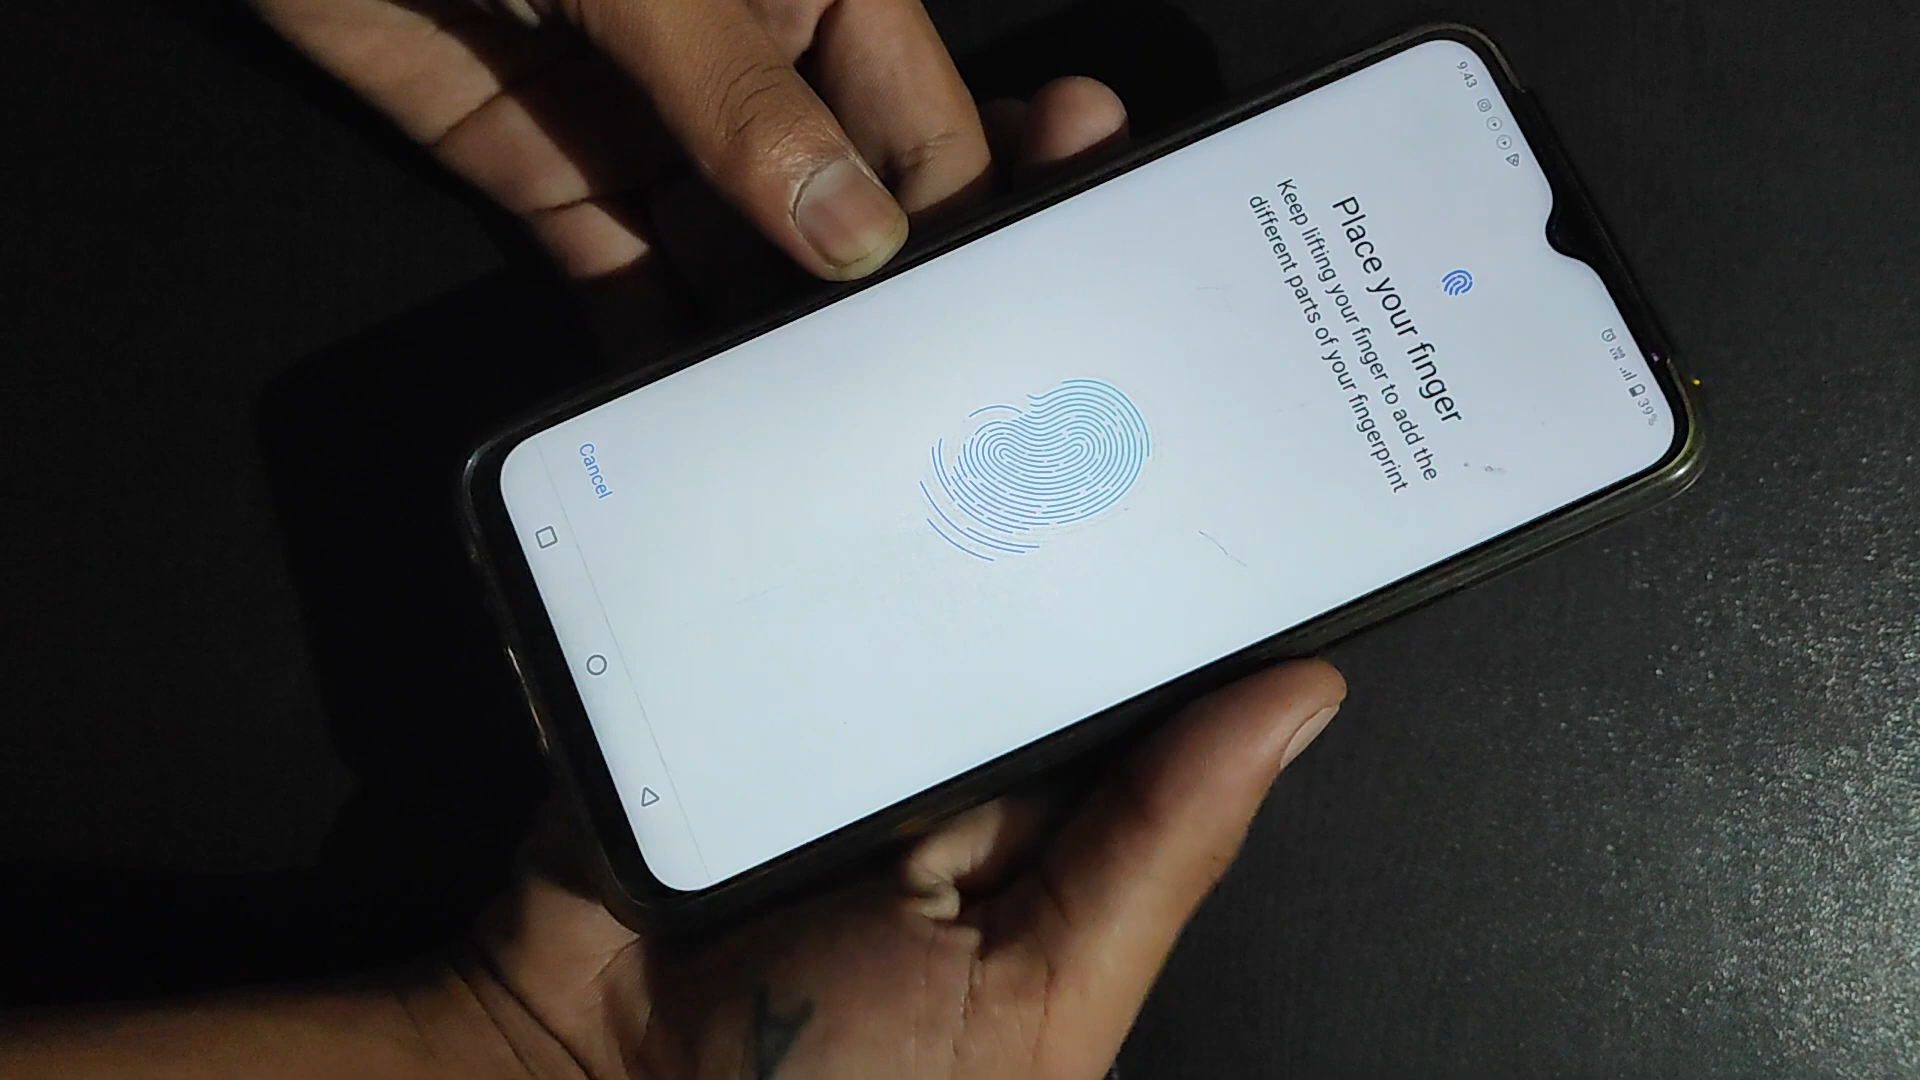 9:43
39%
Place your finger
Keep lifting your finger to add the
different parts of your fingerprint
Cancel